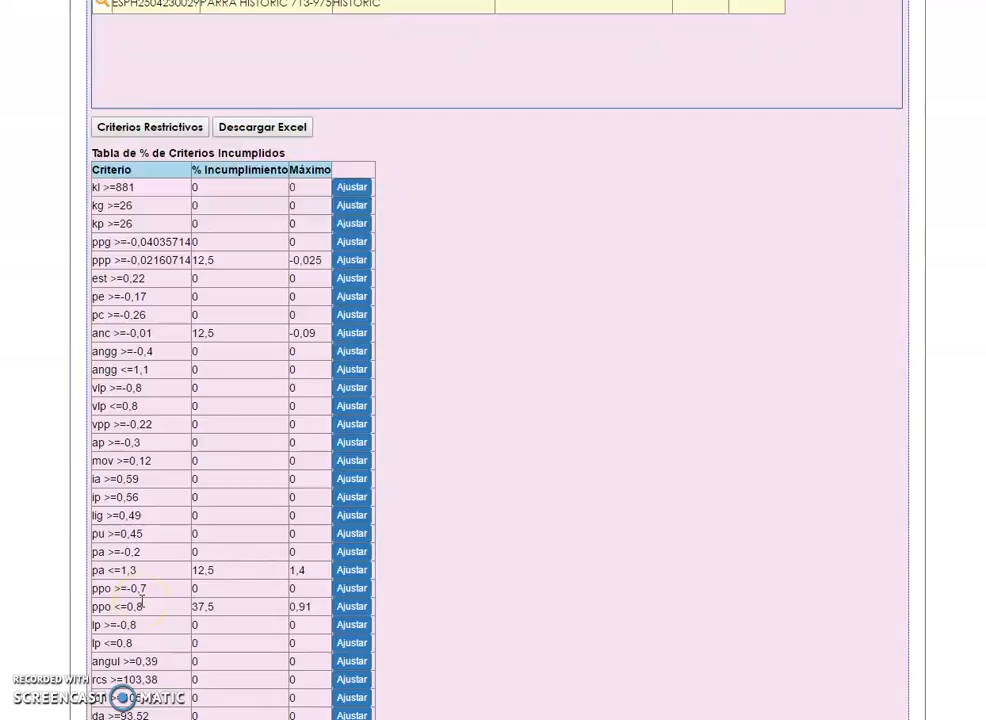 ESPH2504230029 PARRA HISTORIC 713-975 HISTORIC
Criterios Restrictivos Descargar Excel
Tabla de % de Criterios Incumplidos
Criterio % Incumplimiento Máximo
kl >=881 0 0 Ajustar
kg >=26 0 0 Ajustar
kp >=26 0 0 Ajustar
ppg >=-0,04035714 0 0 Ajustar
ppp >=-0,02160714 12,5 -0,025 Ajustar
est >=0,22 0 0 Ajustar
pe >=-0,17 0 0 Ajustar
pc >=-0,26 0 0 Ajustar
anc >=-0,01 12,5 -0,09 Ajustar
angg >=-0,4 0 0 Ajustar
angg <=1,1 0 0 Ajustar
vlp >=-0,8 0 0 Ajustar
vlp <=0,8 0 0 Ajustar
vpp >=-0,22 0 0 Ajustar
ap >=-0,3 0 0 Ajustar
mov >=0,12 0 0 Ajustar
ia >=0,59 0 0 Ajustar
ip >=0,56 0 0 Ajustar
lig >=0,49 0 0 Ajustar
pu >=0,45 0 0 Ajustar
pa >=-0,2 0 0 Ajustar
pa <=1,3 12,5 1,4 Ajustar
ppo >=-0,7 0 0 Ajustar
ppo <=0,8 37,5 0,91 Ajustar
lp >=-0,8 0 0 Ajustar
lp <=0,8 0 0 Ajustar
angul >=0,39 0 0 Ajustar
rcs >=103,38 0 0 Ajustar
0 0 Ajustar
da >=93,52 0 0 Ajustar
RECORDED WITH
SCREENCAST-O-MATIC